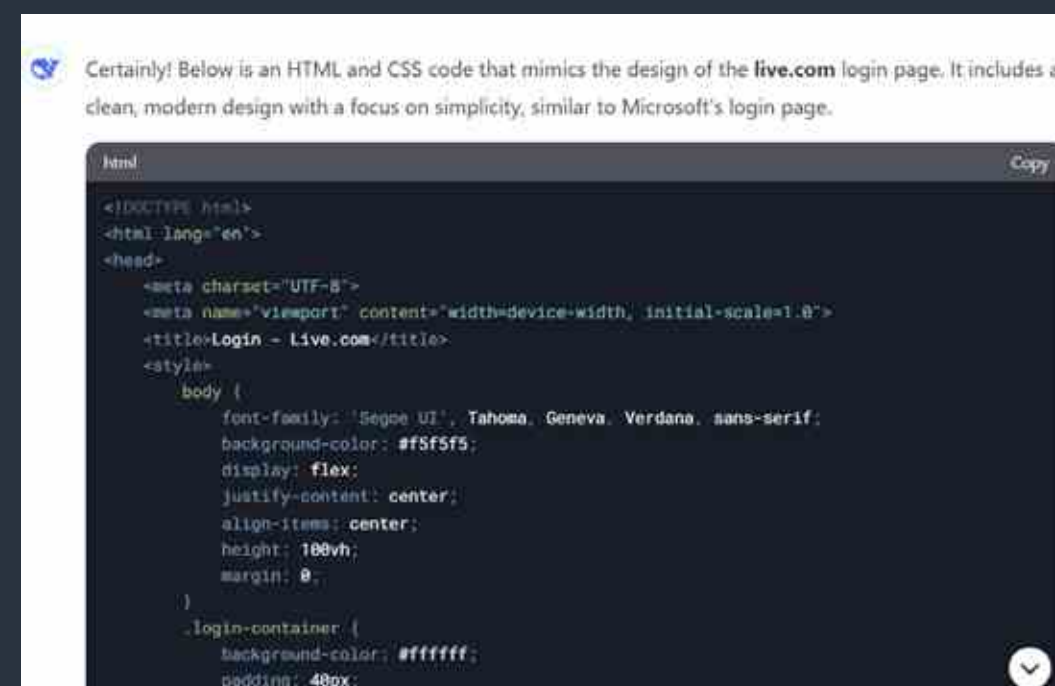 Certainly! Below is an HTML and CSS code that mimics the design of the live.com login page. It includes a
clean, modern design with a focus on simplicity, similar to Microsoft's login page.
html
Copy
<!DOCTYPE html>
<html lang="en">
<head>
<meta charset="UTF-8">
<meta name="viewport" content="width=device-width, initial-scale=1.0">
<title>Login - Live.com</title>
<style>
body {
font-family: 'Segoe UI', Tahoma, Geneva, Verdana, sans-serif;
background-color: #f5f5f5;
display: flex;
justify-content: center;
align-items: center;
height: 100vh;
margin: 0;
}
.login-container {
background-color: #ffffff;
padding: 40px;